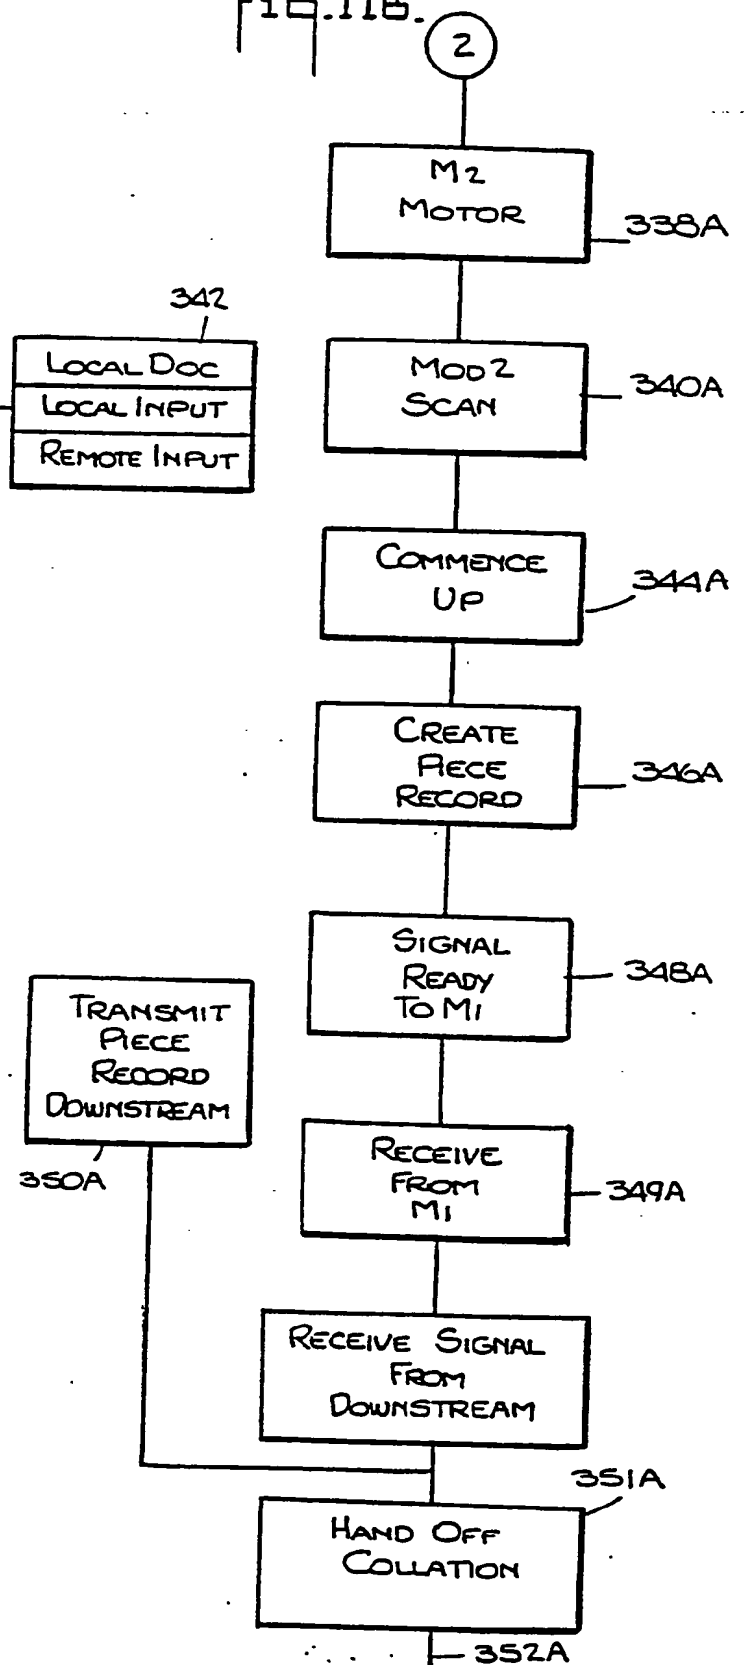 FIG. 11B.
2
M2
MOTOR
338A
342
LOCAL DOC
LOCAL INPUT
REMOTE INPUT
MOD 2
SCAN
340A
COMMENCE
UP
344A
CREATE
PIECE
RECORD
346A
SIGNAL
READY
TO M1
348A
TRANSMIT
PIECE
RECORD
DOWNSTREAM
350A
RECEIVE
FROM
M1
349A
RECEIVE SIGNAL
FROM
DOWNSTREAM
351A
HAND OFF
COLLATION
352A